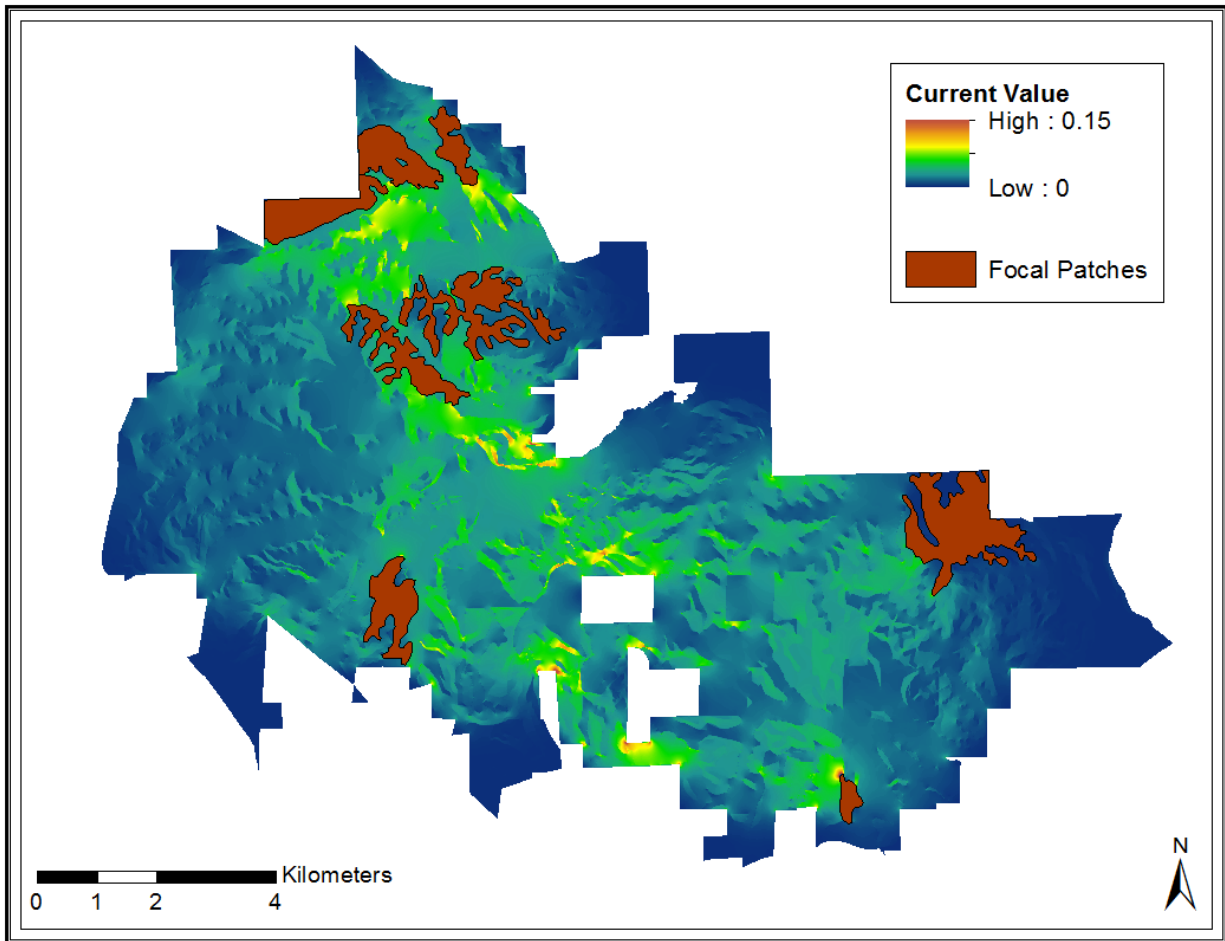 Current Value
High : 0.15
Low : 0
Focal Patches
N
Kilometers
0 1 2 4